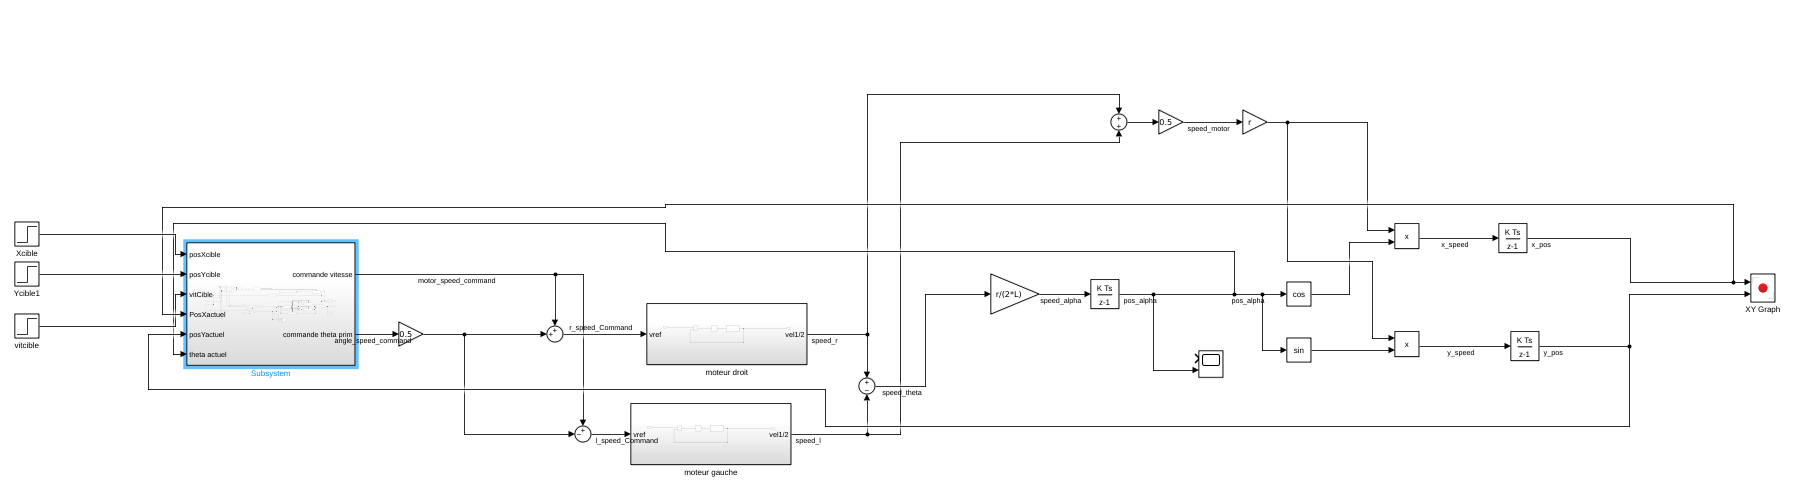 0.5
speed_motor
r
Xcible
Ycible1
vitcible
posXcible
posYcible
vitCible
PosXactuel
posYactuel
theta actuel
commande vitesse
commande theta prim
Subsystem
motor_speed_command
0.5
angle_speed_command
r_speed_Command
l_speed_Command
vref
vel1/2
moteur droit
speed_r
vref
vel1/2
moteur gauche
speed_l
speed_theta
r/(2*L)
speed_alpha
K Ts
z-1
pos_alpha
pos_alpha
cos
sin
x
x_speed
K Ts
z-1
x_pos
x
y_speed
K Ts
z-1
y_pos
XY Graph